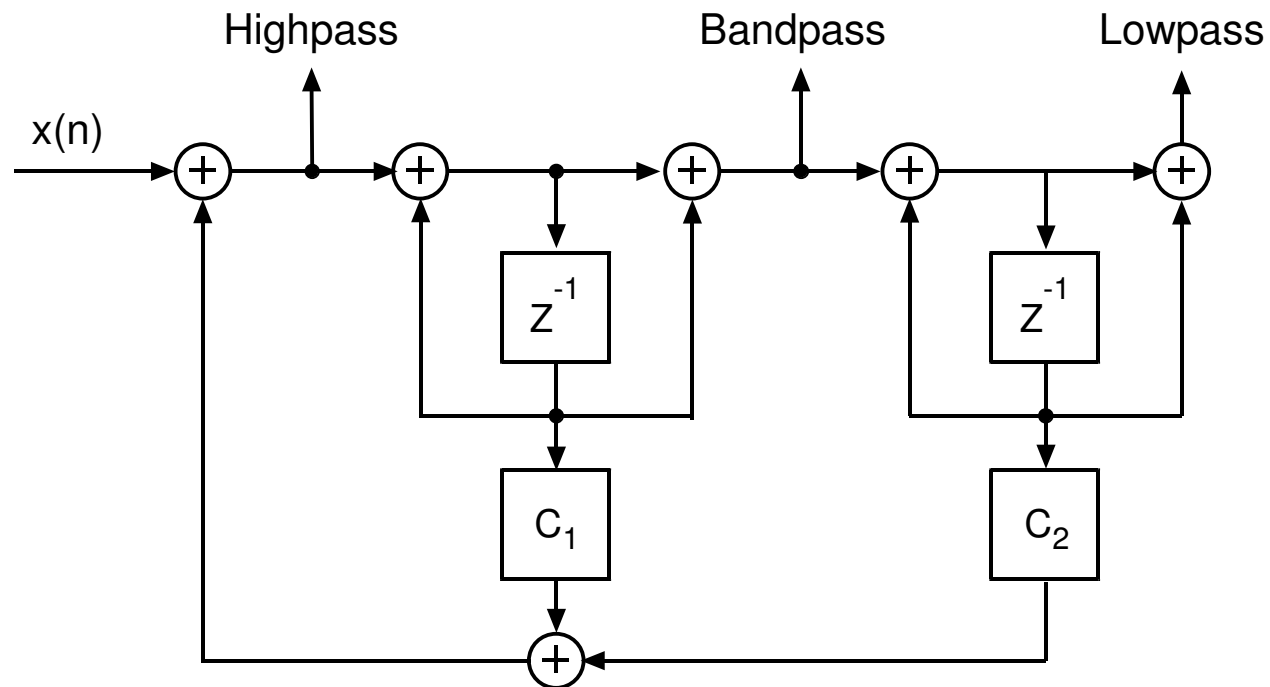 Highpass Bandpass Lowpass
x(n)
+ + + + +
Z-1 Z-1
C1 C2
+